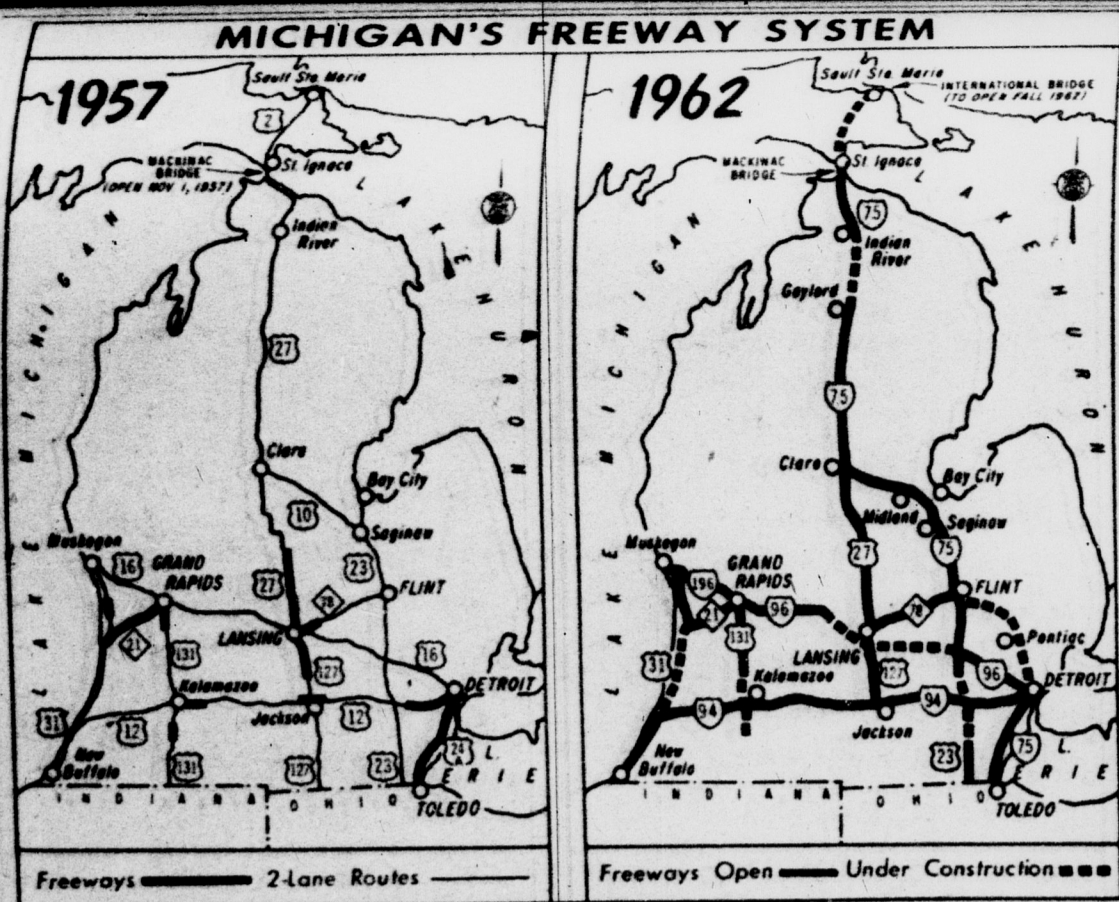 MICHIGAN'S FREEWAY SYSTEM
1957
Sault Ste. Marie
2
MACKINAC
BRIDGE
(OPEN NOV 1, 1957)
St. Ignace
Indian
River
LAKE HURON
LAKE MICHIGAN
27
Clare
Bay City
10
Saginaw
Muskegon
16
GRAND
RAPIDS
27
23
78
FLINT
21
131
LANSING
127
16
DETROIT
Kalamazoo
31
12
Jackson
12
24
A
L.
ERIE
New
Buffalo
131
127
23
TOLEDO
INDIANA
OHIO
Freeways
2-Lane Routes
1962
Sault Ste. Marie
INTERNATIONAL BRIDGE
(TO OPEN FALL 1962)
MACKINAC
BRIDGE
St. Ignace
75
Indian
River
Gaylord
LAKE HURON
LAKE MICHIGAN
75
Clare
Bay City
Midland
Saginaw
Muskegon
27
75
196
GRAND
RAPIDS
21
96
78
FLINT
131
Pontiac
LANSING
31
127
96
DETROIT
Kalamazoo
94
94
Jackson
New
Buffalo
23
75
L.
ERIE
TOLEDO
INDIANA
OHIO
Freeways Open
Under Construction